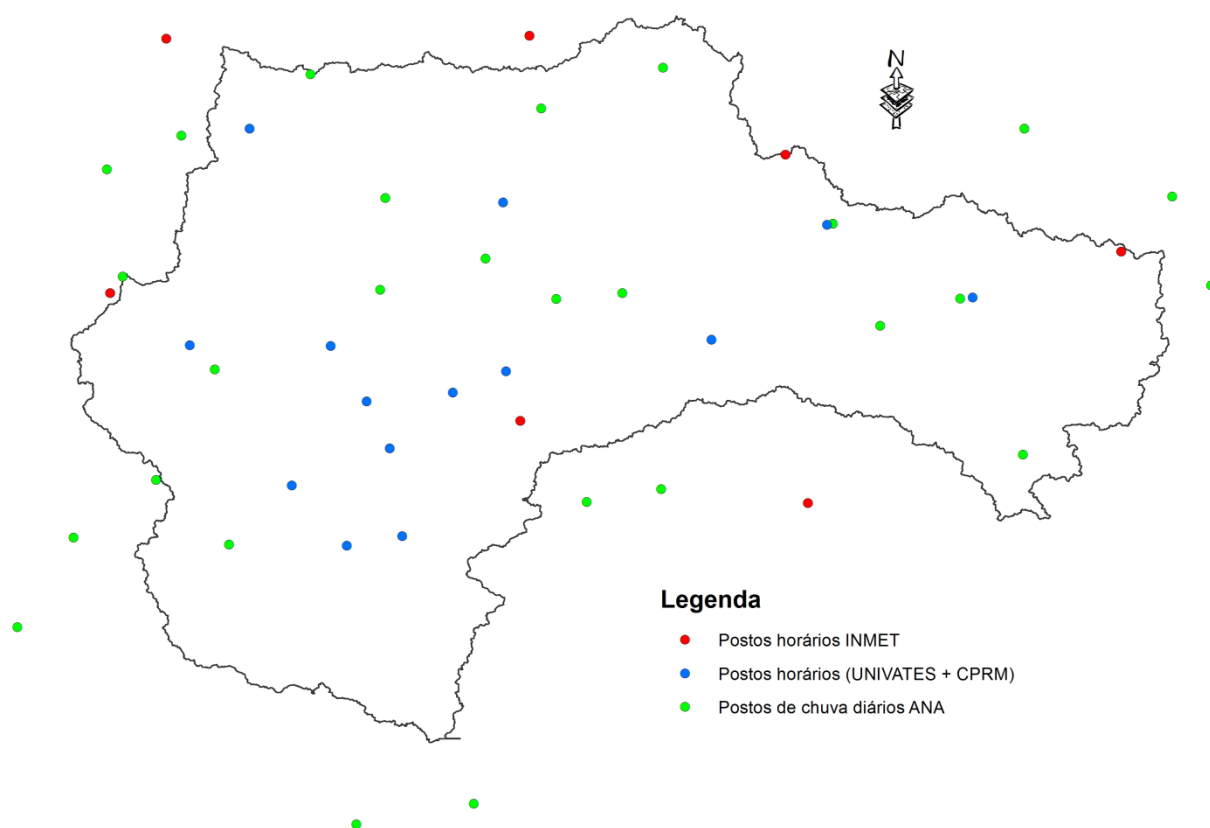 N
Legenda
Postos horários INMET
Postos horários (UNIVATES + CPRM)
Postos de chuva diários ANA